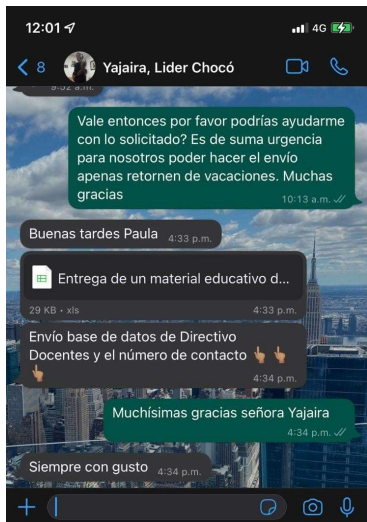 12:01
4G
8
Yajaira, Lider Chocó
9:52 a.m.
Vale entonces por favor podrías ayudarme
con lo solicitado? Es de suma urgencia
para nosotros poder hacer el envío
apenas retornen de vacaciones. Muchas
gracias
10:13 a.m.
Buenas tardes Paula
4:33 p.m.
Entrega de un material educativo d...
29 KB • xls
4:33 p.m.
Envío base de datos de Directivo
Docentes y el número de contacto 👆🏽 👆🏽
👆🏽
4:34 p.m.
Muchísimas gracias señora Yajaira
4:34 p.m.
Siempre con gusto
4:34 p.m.